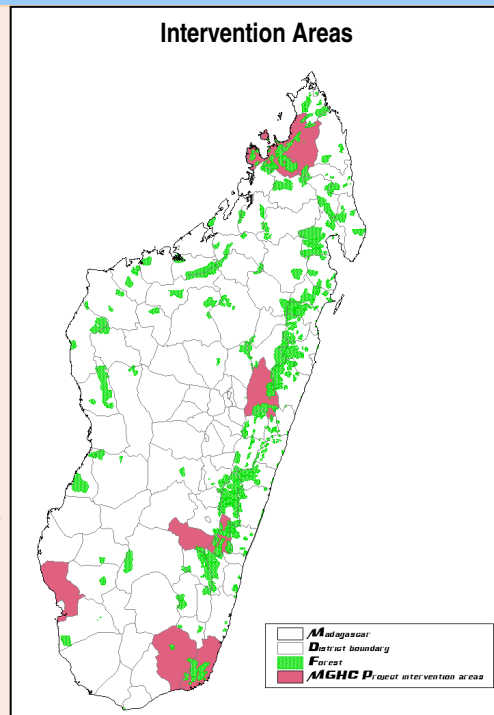 Intervention Areas
Madagascar
District boundary
Forest
MGHC Project intervention areas